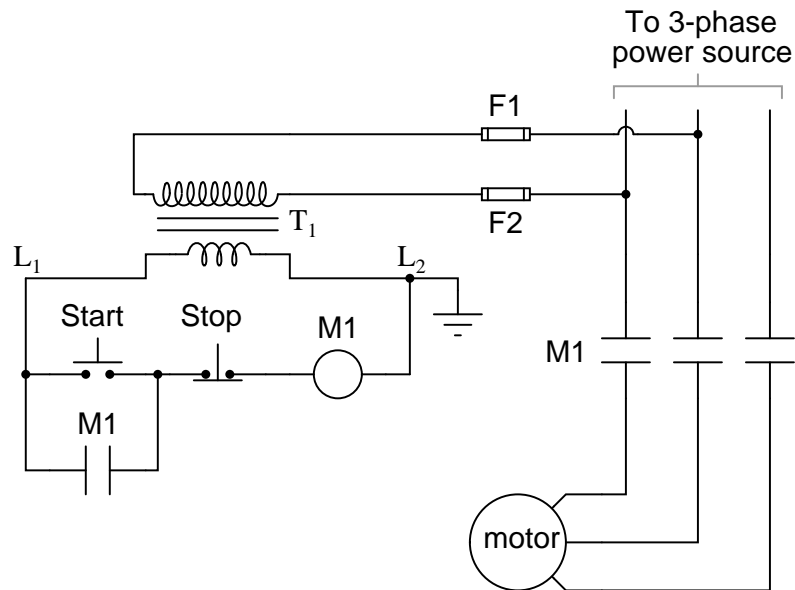 To 3-phase
power source
F1
F2
T1
L1
L2
Start
Stop
M1
M1
M1
motor